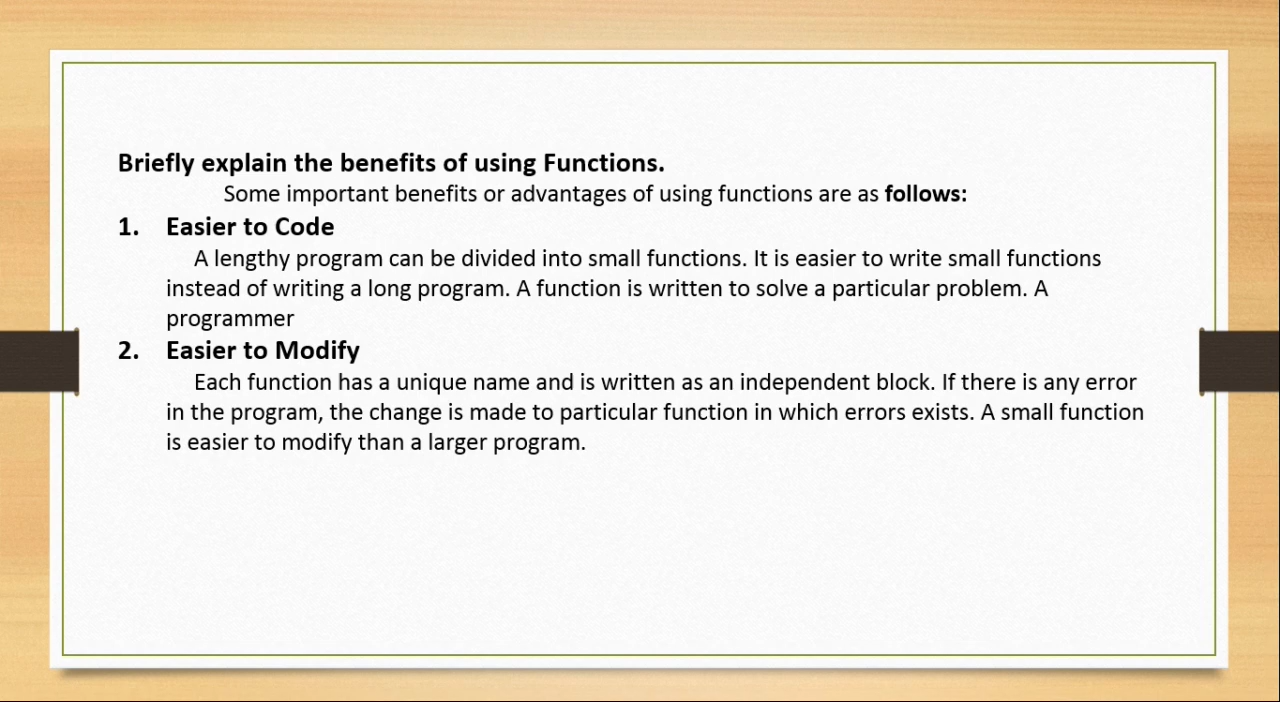 Briefly explain the benefits of using Functions.
Some important benefits or advantages of using functions are as follows:
1. Easier to Code
A lengthy program can be divided into small functions. It is easier to write small functions
instead of writing a long program. A function is written to solve a particular problem. A
programmer
2. Easier to Modify
Each function has a unique name and is written as an independent block. If there is any error
in the program, the change is made to particular function in which errors exists. A small function
is easier to modify than a larger program.